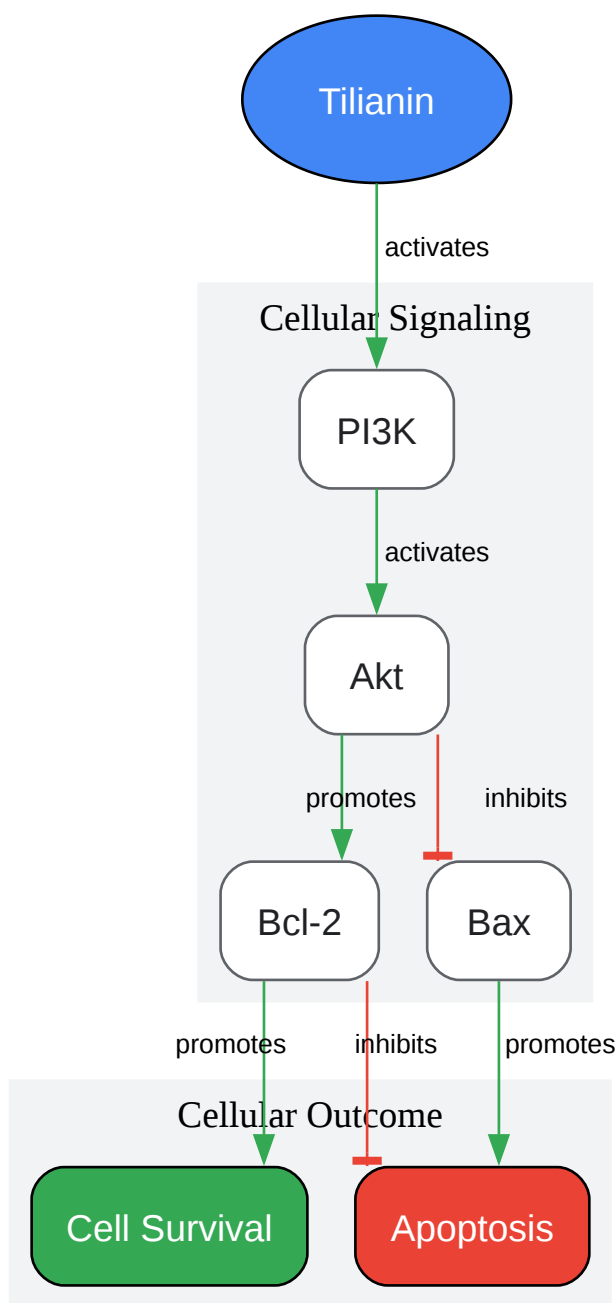 Tilianin
activates
Cellular Signaling
PI3K
activates
Akt
promotes
inhibits
Bcl-2
Bax
promotes
inhibits
promotes
Cellular Outcome
Cell Survival
Apoptosis